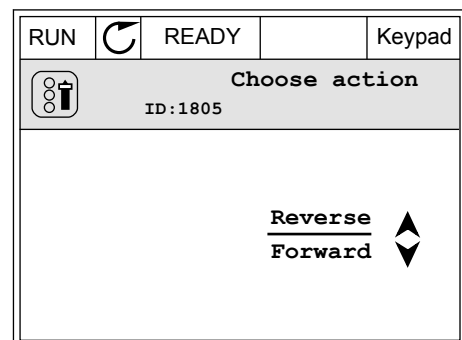 RUN READY Keypad
Choose action
ID:1805
Reverse
Forward